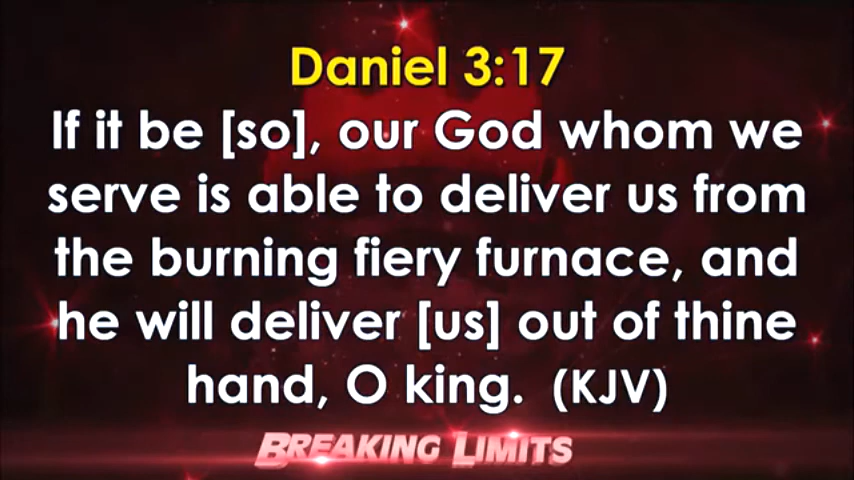 Daniel 3:17
If it be [so], our God whom we
serve is able to deliver us from
the burning fiery furnace, and
he will deliver [us] out of thine
hand, O king.  (KJV)
BREAKING LIMITS